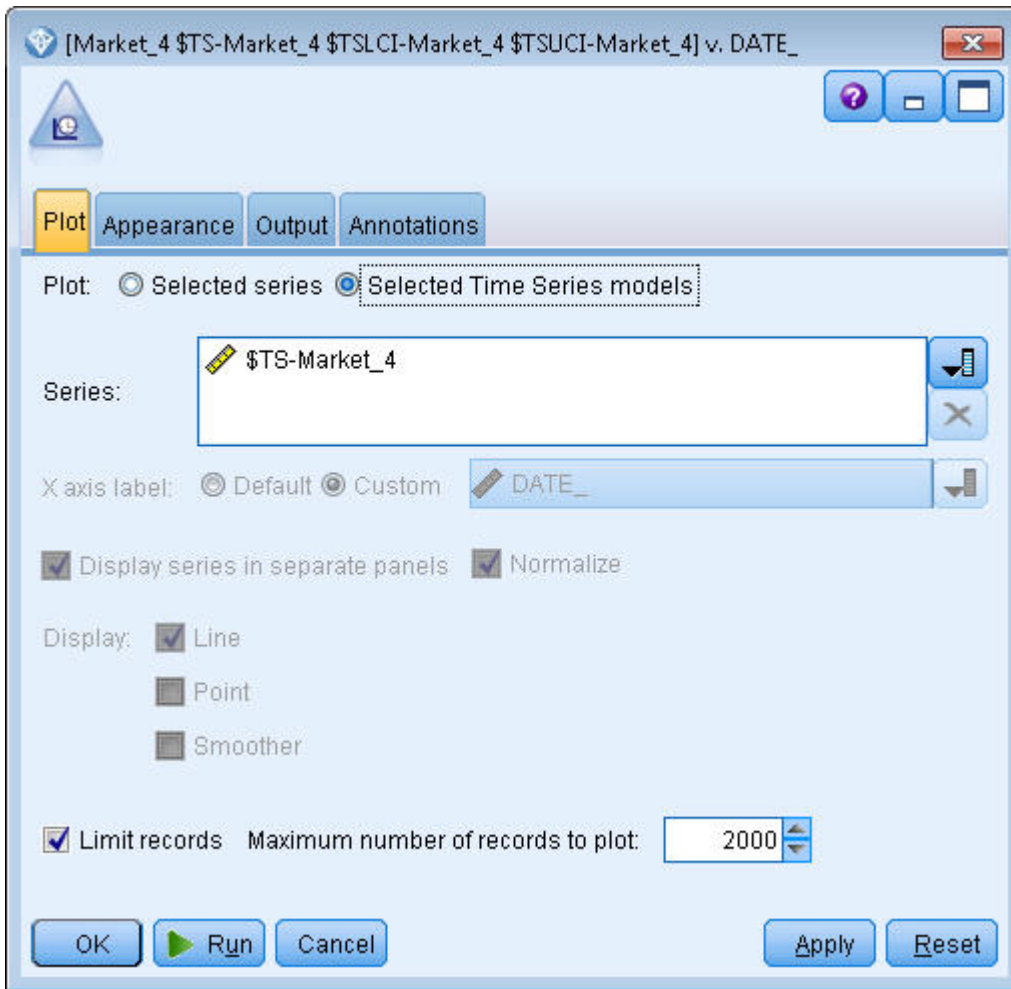 [Market_4 $TS-Market_4 $TSLCI-Market_4 $TSUCI-Market_4] v. DATE_
Plot Appearance Output Annotations
Plot: Selected series Selected Time Series models
Series: $TS-Market_4
X axis label: Default Custom DATE_
Display series in separate panels Normalize
Display: Line
Point
Smoother
Limit records Maximum number of records to plot: 2000
OK Run Cancel Apply Reset